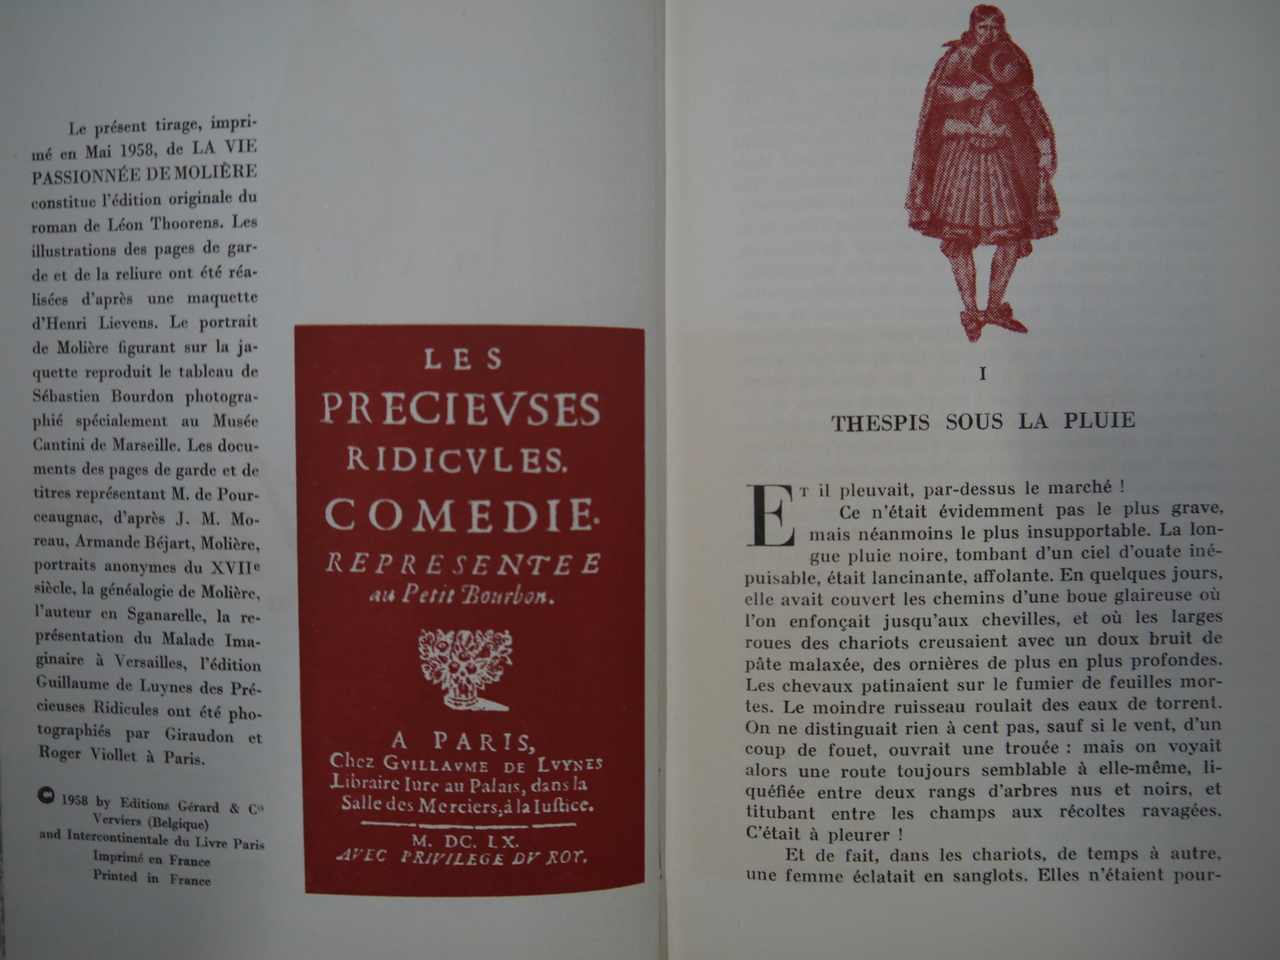 Le présent tirage, impri-
mé en Mai 1958, de LA VIE
PASSIONNÉE DE MOLIÈRE
constitue l'édition originale du
roman de Léon Thoorens. Les
illustrations des pages de gar-
de et de la reliure ont été réa-
lisées d'après une maquette
d'Henri Lievens. Le portrait
de Molière figurant sur la ja-
quette reproduit le tableau de
Sébastien Bourdon photogra-
phié spécialement au Musée
Cantini de Marseille. Les docu-
ments des pages de garde et de
titres représentant M. de Pour-
ceaugnac, d'après J. M. Mo-
reau, Armande Béjart, Molière,
portraits anonymes du XVIIe
siècle, la généalogie de Molière,
l'auteur en Sganarelle, la re-
présentation du Malade Ima-
ginaire à Versailles, l'édition
Guillaume de Luynes des Pré-
cieuses Ridicules ont été pho-
tographiés par Giraudon et
Roger Viollet à Paris.
© 1958 by Editions Gérard & Co
Verviers (Belgique)
and Intercontinentale du Livre Paris
Imprimé en France
Printed in France
LES
PRECIEVSES
RIDICVLES.
COMEDIE.
REPRESENTEE
au Petit Bourbon.
A PARIS,
Chez GVILLAVME DE LVYNES
Libraire Iure au Palais, dans la
Salle des Merciers, à la Iustice.
M. DC. LX.
AVEC PRIVILEGE DV ROY.
I
THESPIS SOUS LA PLUIE
ET il pleuvait, par-dessus le marché !
Ce n'était évidemment pas le plus grave,
mais néanmoins le plus insupportable. La lon-
gue pluie noire, tombant d'un ciel d'ouate iné-
puisable, était lancinante, affolante. En quelques jours,
elle avait couvert les chemins d'une boue glaireuse où
l'on enfonçait jusqu'aux chevilles, et où les larges
roues des chariots creusaient avec un doux bruit de
pâte malaxée, des ornières de plus en plus profondes.
Les chevaux patinaient sur le fumier de feuilles mor-
tes. Le moindre ruisseau roulait des eaux de torrent.
On ne distinguait rien à cent pas, sauf si le vent, d'un
coup de fouet, ouvrait une trouée : mais on voyait
alors une route toujours semblable à elle-même, li-
quéfiée entre deux rangs d'arbres nus et noirs, et
titubant entre les champs aux récoltes ravagées.
C'était à pleurer !
Et de fait, dans les chariots, de temps à autre,
une femme éclatait en sanglots. Elles n'étaient pour-